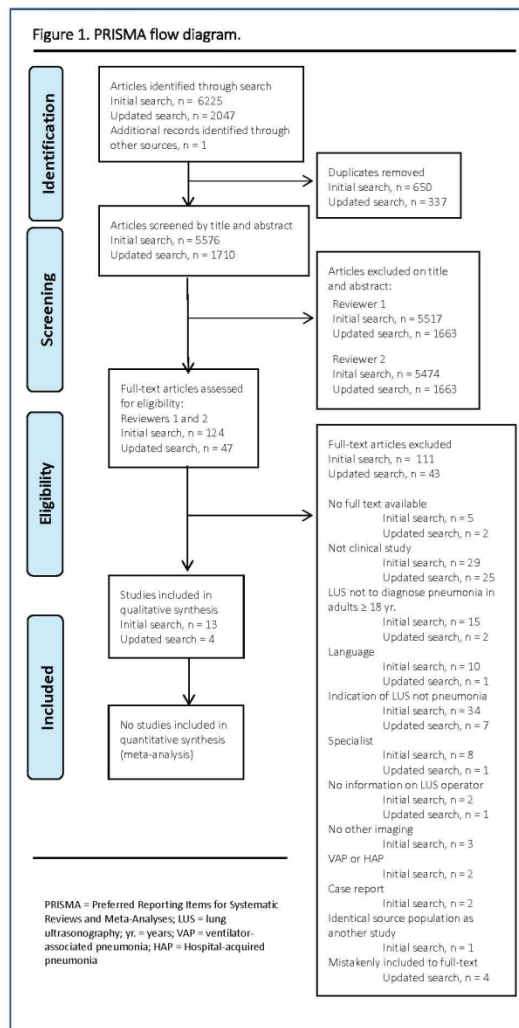 Figure 1. PRISMA flow diagram.
Identification
Articles identified through search
Initial search, n = 6225
Updated search, n = 2047
Additional records identified through
other sources, n = 1
Duplicates removed
Initial search, n = 650
Updated search, n = 337
Screening
Articles screened by title and abstract
Initial search, n = 5576
Updated search, n = 1710
Articles excluded on title
and abstract:
Reviewer 1
Initial search, n = 5517
Updated search, n = 1663
Reviewer 2
Inital search, n = 5474
Updated search, n = 1663
Eligibility
Full-text articles assessed
for eligibility:
Reviewers 1 and 2
Initial search, n = 124
Updated search, n = 47
Full-text articles excluded
Initial search, n = 111
Updated search, n = 43
No full text available
Initial search, n = 5
Updated search, n = 2
Not clinical study
Initial search, n = 29
Updated search, n = 25
LUS not to diagnose pneumonia in
adults ≥ 18 yr.
Initial search, n = 15
Updated search, n = 2
Language
Initial search, n = 10
Updated search, n = 1
Indication of LUS not pneumonia
Initial search, n = 34
Updated search, n = 7
Specialist
Initial search, n = 8
Updated search, n = 1
No information on LUS operator
Initial search, n = 2
Updated search, n = 1
No other imaging
Initial search, n = 3
VAP or HAP
Initial search, n = 2
Case report
Initial search, n = 2
Identical source population as
another study
Initial search, n = 1
Mistakenly included to full-text
Updated search, n = 4
Included
Studies included in
qualitative synthesis
Initial search, n = 13
Updated search = 4
No studies included in
quantitative synthesis
(meta-analysis)
PRISMA = Preferred Reporting Items for Systematic
Reviews and Meta-Analyses; LUS = lung
ultrasonography; yr. = years; VAP = ventilator-
associated pneumonia; HAP = Hospital-acquired
pneumonia